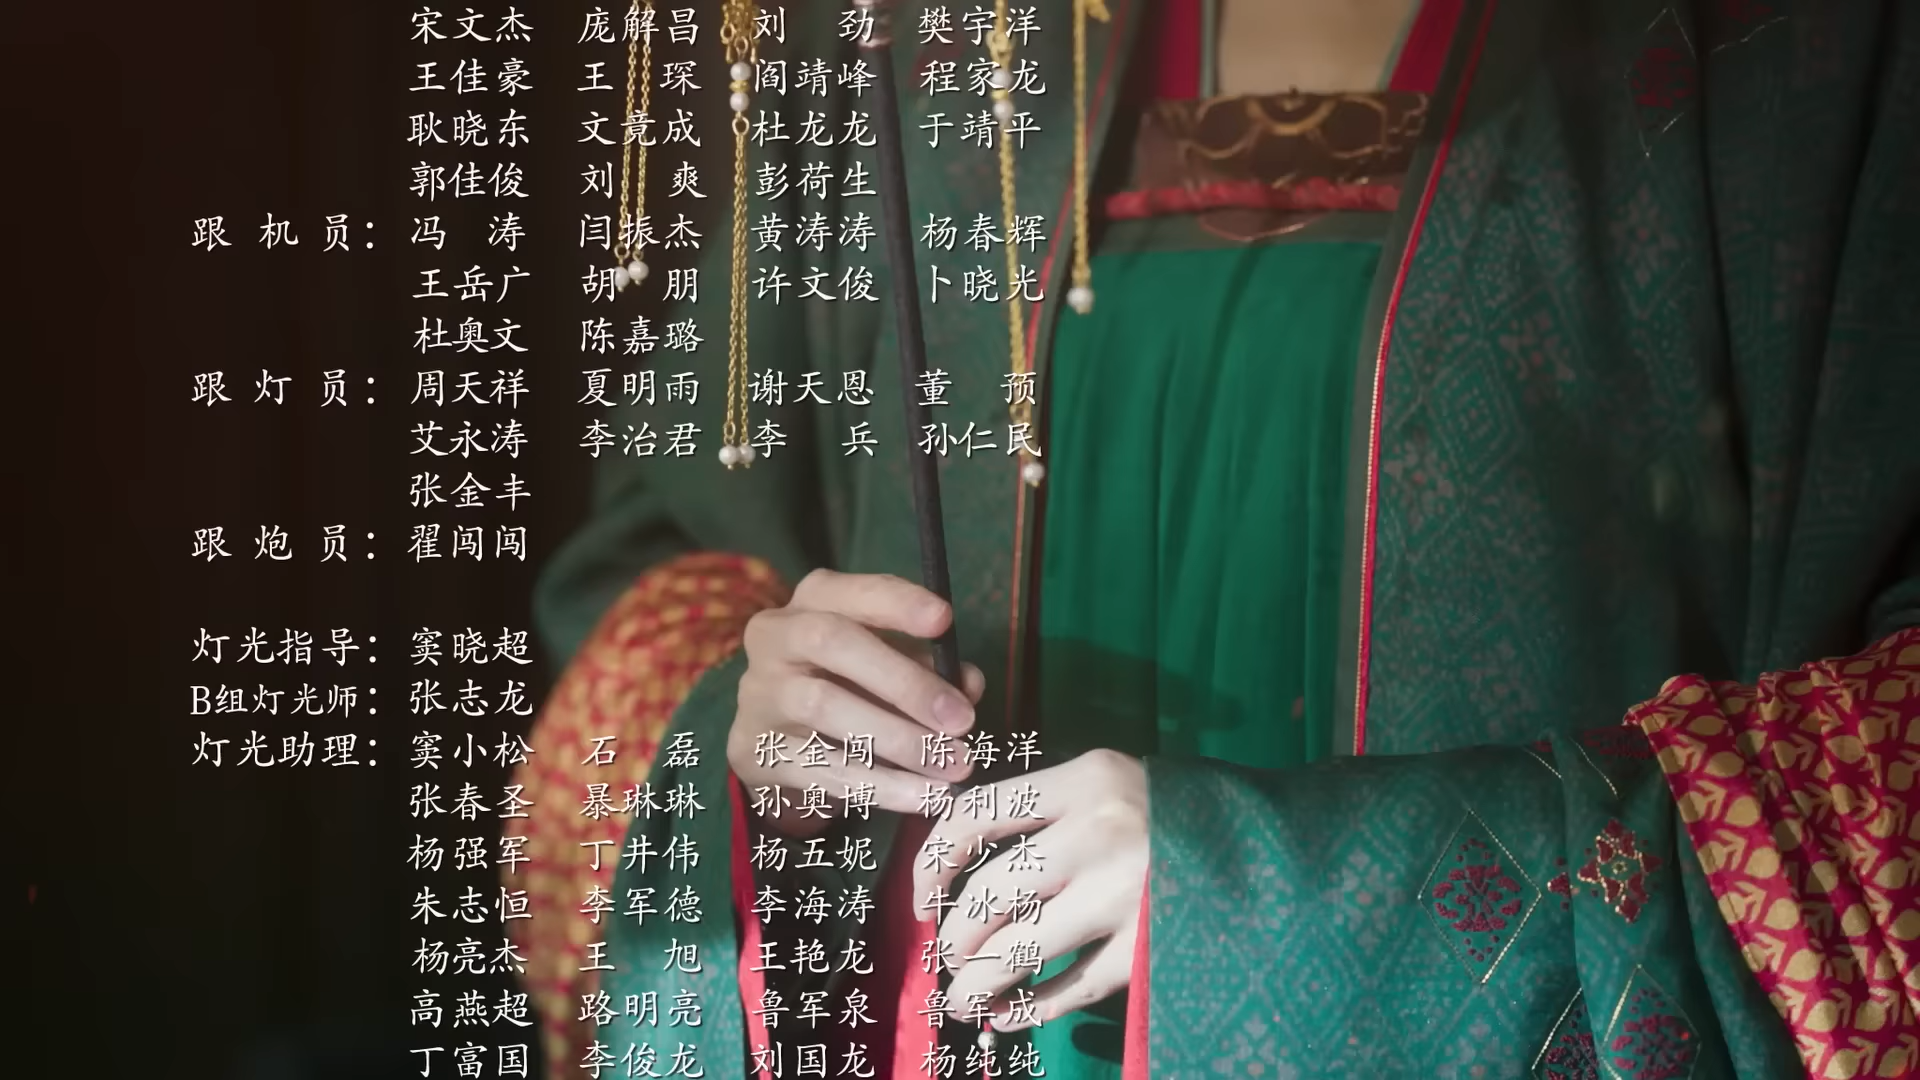 宋文杰 庞解昌 刘劲 樊宇洋
王佳豪 王琛 阎靖峰 程家龙
耿晓东 文竟成 杜龙龙 于靖平
郭佳俊 刘爽 彭荷生
跟机员：冯涛 闫振杰 黄涛涛 杨春辉
王岳广 胡朋 许文俊 卜晓光
杜奥文 陈嘉璐
跟灯员：周天祥 夏明雨 谢天恩 董预
艾永涛 李治君 李兵 孙仁民
张金丰
跟炮员：翟闯闯
灯光指导：窦晓超
B组灯光师：张志龙
灯光助理：窦小松 石磊 张金闯 陈海洋
张春圣 暴琳琳 孙奥博 杨利波
杨强军 丁井伟 杨五妮 宋少杰
朱志恒 李军德 李海涛 牛冰杨
杨亮杰 王旭 王艳龙 张一鹤
高燕超 路明亮 鲁军泉 鲁军成
丁富国 李俊龙 刘国龙 杨纯纯